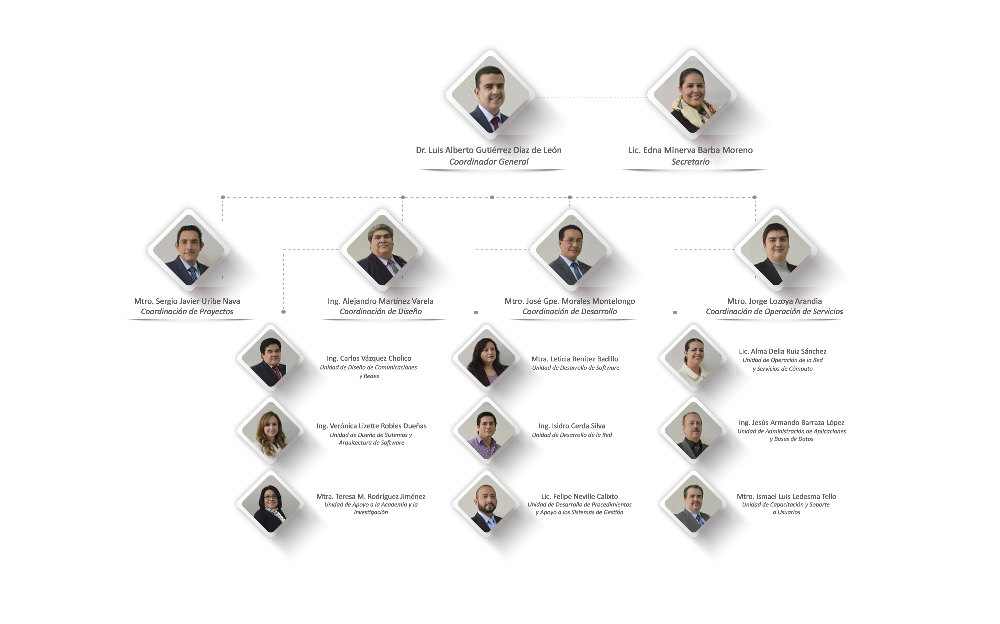 Dr. Luis Alberto Gutiérrez Díaz de León
Coordinador General
Lic. Edna Minerva Barba Moreno
Secretario
Mtro. Sergio Javier Uribe Nava
Coordinoción de Proyectos
Ing. Alejandro Martínez Varela
Coordinación de Diseño
Mtro. José Gpe. Morales Montelongo
Coordinación de Desarrollo
Mtro. Jorge Lozoya Arandia
Coordinación de Operación de Servicios
Ing. Carlos Vázquez Cholico
Unidad de Diseño de Comunicaciones
y Redes
Mtra. Leticia Benítez Badillo
Unidad de Desarrollo de Software
Lic. Alma Delia Ruiz Sánchez
Unidad de Operación de la Red
y Servicios de Cómputo
Ing. Verónica Lizette Robles Dueñas
Unidad de Diseño de Sistemas y
Arquitectura de Software
Ing. Isidro Cerda Silva
Unidad de Desarrollo de la Red
Ing. Jesús Armando Barraza López
Unidad de Administración de Aplicaciones
y Bases de Datos
Mtra. Teresa M. Rodríguez Jiménez
Unidad de Apoyo a la Academia y la
Investigación
Lic. Felipe Neville Calixto
Unidad de Desarrollo de Procedimientos
y Apoyo a los Sistemas de Gestión
Mtro. Ismael Luis Ledesma Tello
Unidad de Capacitación y Soporte
a Usuarios